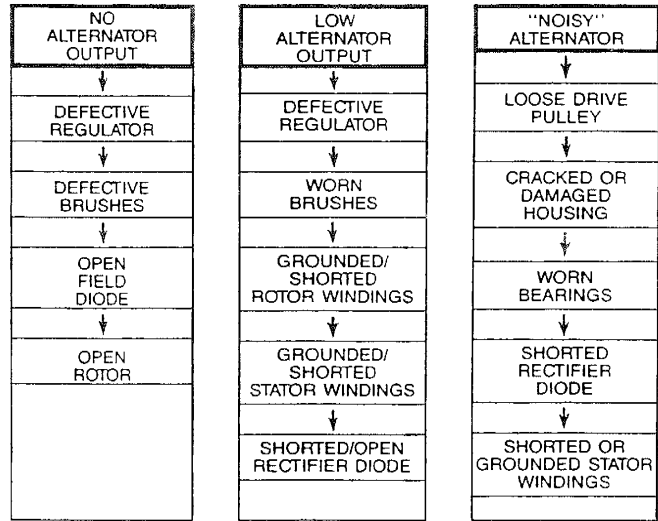 NO
ALTERNATOR
OUTPUT
DEFECTIVE
REGULATOR
DEFECTIVE
BRUSHES
OPEN
FIELD
DIODE
OPEN
ROTOR
LOW
ALTERNATOR
OUTPUT
DEFECTIVE
REGULATOR
WORN
BRUSHES
GROUNDED/
SHORTED
ROTOR WINDINGS
GROUNDED/
SHORTED
STATOR WINDINGS
SHORTED/OPEN
RECTIFIER DIODE
"NOISY"
ALTERNATOR
LOOSE DRIVE
PULLEY
CRACKED OR
DAMAGED
HOUSING
WORN
BEARINGS
SHORTED
RECTIFIER
DIODE
SHORTED OR
GROUNDED STATOR
WINDINGS